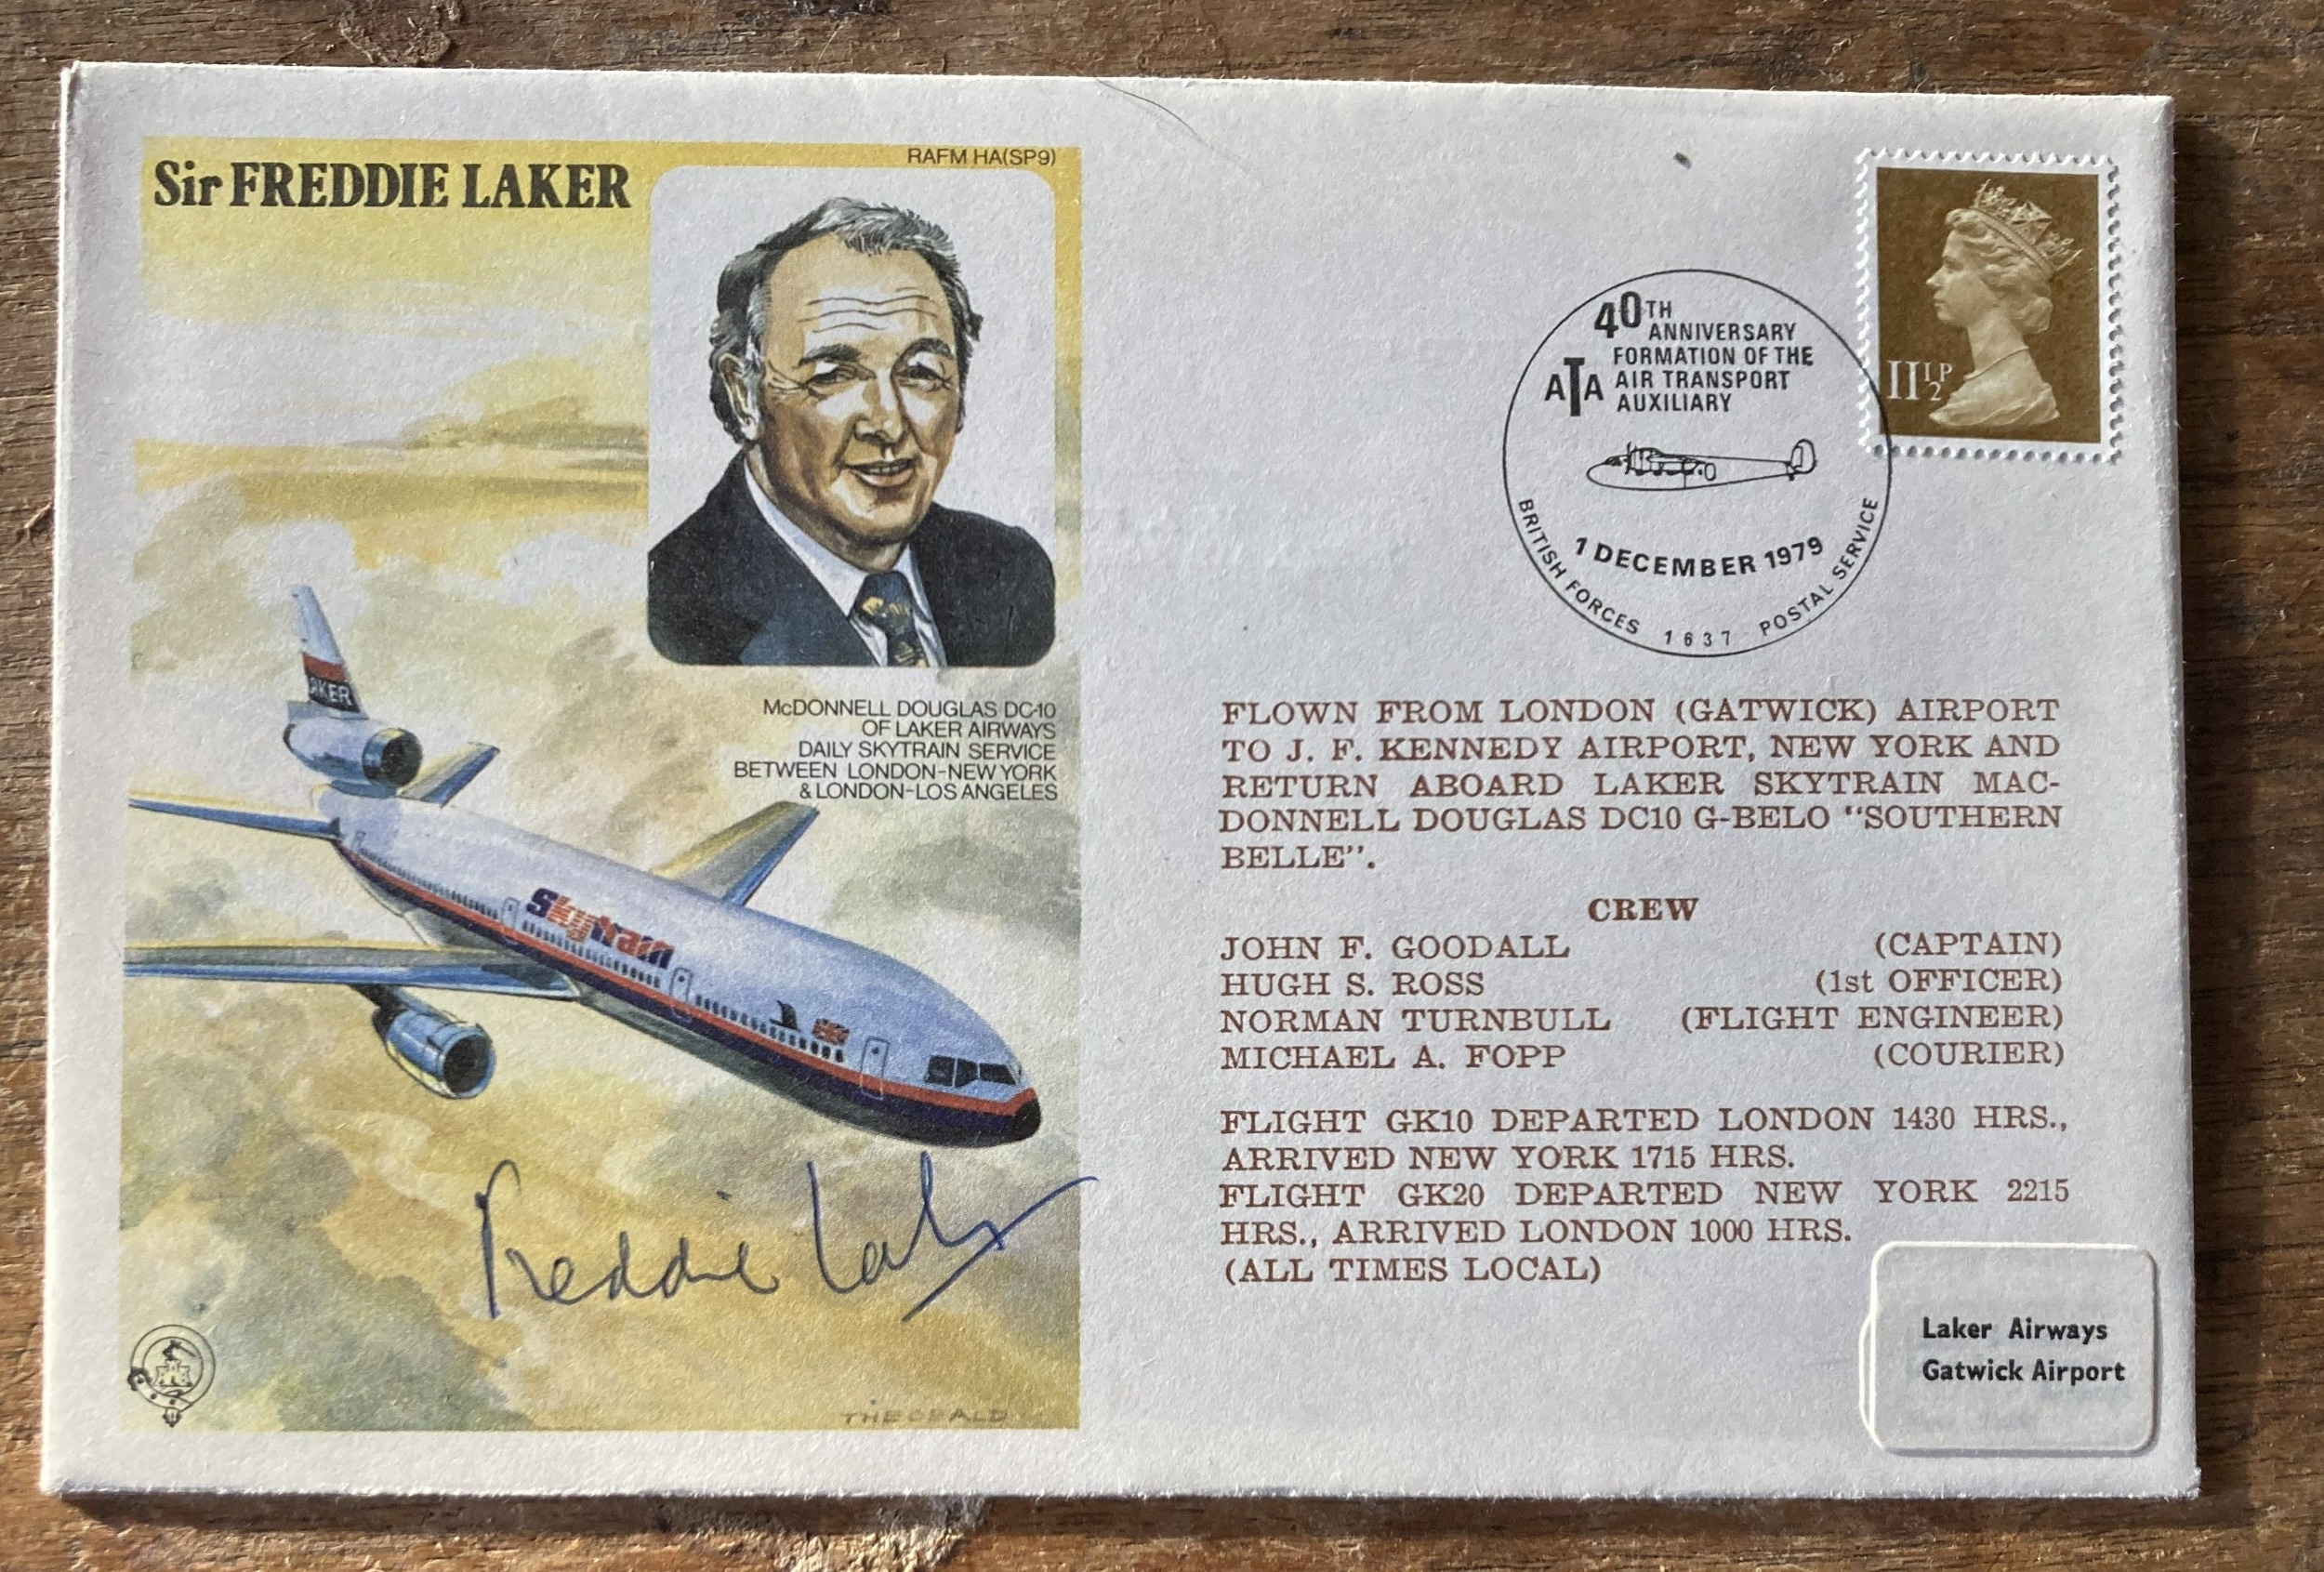 Sir FREDDIE LAKER
RAFM HA(SP9)
LAKER
McDONNELL DOUGLAS DC-10
OF LAKER AIRWAYS
DAILY SKYTRAIN SERVICE
BETWEEN LONDON-NEW YORK
& LONDON-LOS ANGELES
Skytrain
Freddie Laker
THEOBALD
11½P
40TH
ANNIVERSARY
FORMATION OF THE
ATA AIR TRANSPORT
AUXILIARY
1 DECEMBER 1979
BRITISH FORCES 1637 POSTAL SERVICE
FLOWN FROM LONDON (GATWICK) AIRPORT
TO J. F. KENNEDY AIRPORT, NEW YORK AND
RETURN ABOARD LAKER SKYTRAIN MAC-
DONNELL DOUGLAS DC10 G-BELO "SOUTHERN
BELLE".
CREW
JOHN F. GOODALL (CAPTAIN)
HUGH S. ROSS (1st OFFICER)
NORMAN TURNBULL (FLIGHT ENGINEER)
MICHAEL A. FOPP (COURIER)
FLIGHT GK10 DEPARTED LONDON 1430 HRS.,
ARRIVED NEW YORK 1715 HRS.
FLIGHT GK20 DEPARTED NEW YORK 2215
HRS., ARRIVED LONDON 1000 HRS.
(ALL TIMES LOCAL)
Laker Airways
Gatwick Airport